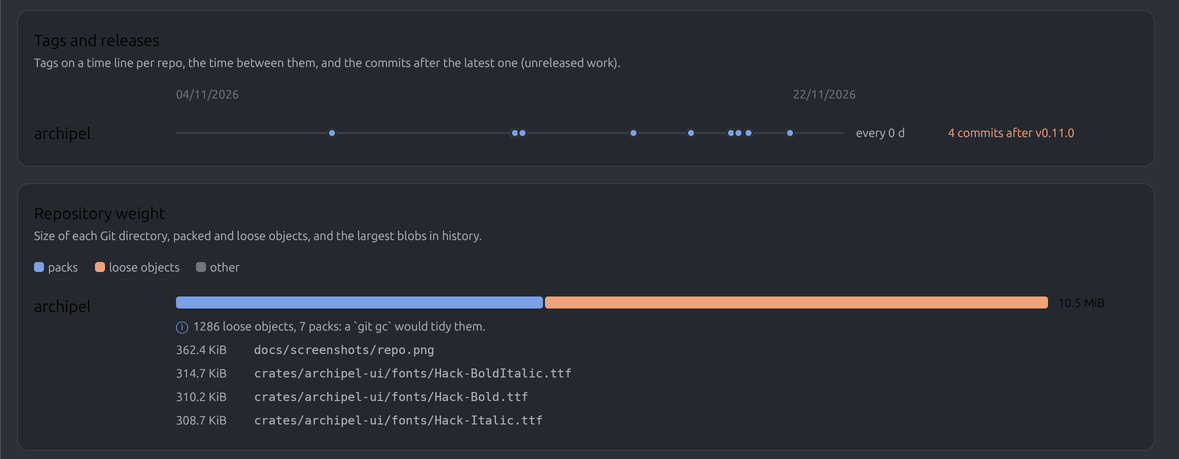 Tags and releases
Tags on a time line per repo, the time between them, and the commits after the latest one (unreleased work).
04/11/2026 22/11/2026
archipel every 0 d 4 commits after v0.11.0
Repository weight
Size of each Git directory, packed and loose objects, and the largest blobs in history.
packs loose objects other
archipel 10.5 MiB
1286 loose objects, 7 packs: a `git gc` would tidy them.
362.4 KiB docs/screenshots/repo.png
314.7 KiB crates/archipel-ui/fonts/Hack-BoldItalic.ttf
310.2 KiB crates/archipel-ui/fonts/Hack-Bold.ttf
308.7 KiB crates/archipel-ui/fonts/Hack-Italic.ttf